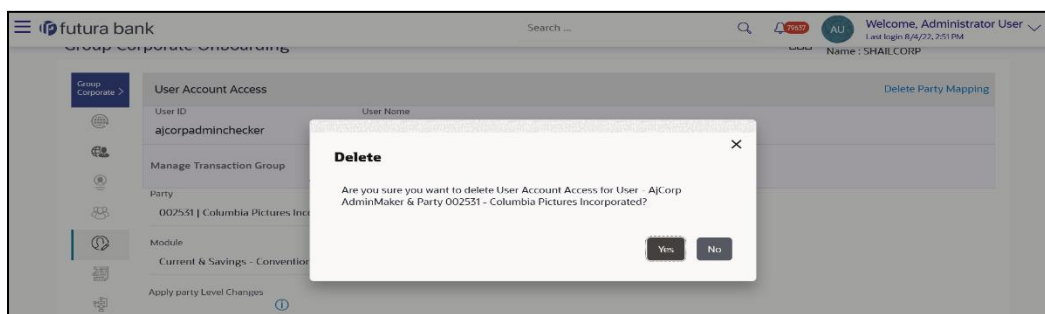 futura bank
Search ...
79637
AU
Welcome, Administrator User
Last login 8/4/22, 2:51 PM
Group Corporate Onboarding
Name : SHAILCORP
Group
Corporate >
User Account Access
Delete Party Mapping
User ID
User Name
ajcorpadminchecker
Delete
Manage Transaction Group
Are you sure you want to delete User Account Access for User - AjCorp
AdminMaker & Party 002531 - Columbia Pictures Incorporated?
Party
002531 | Columbia Pictures Inc
Yes
No
Module
Current & Savings - Convention
Apply party Level Changes